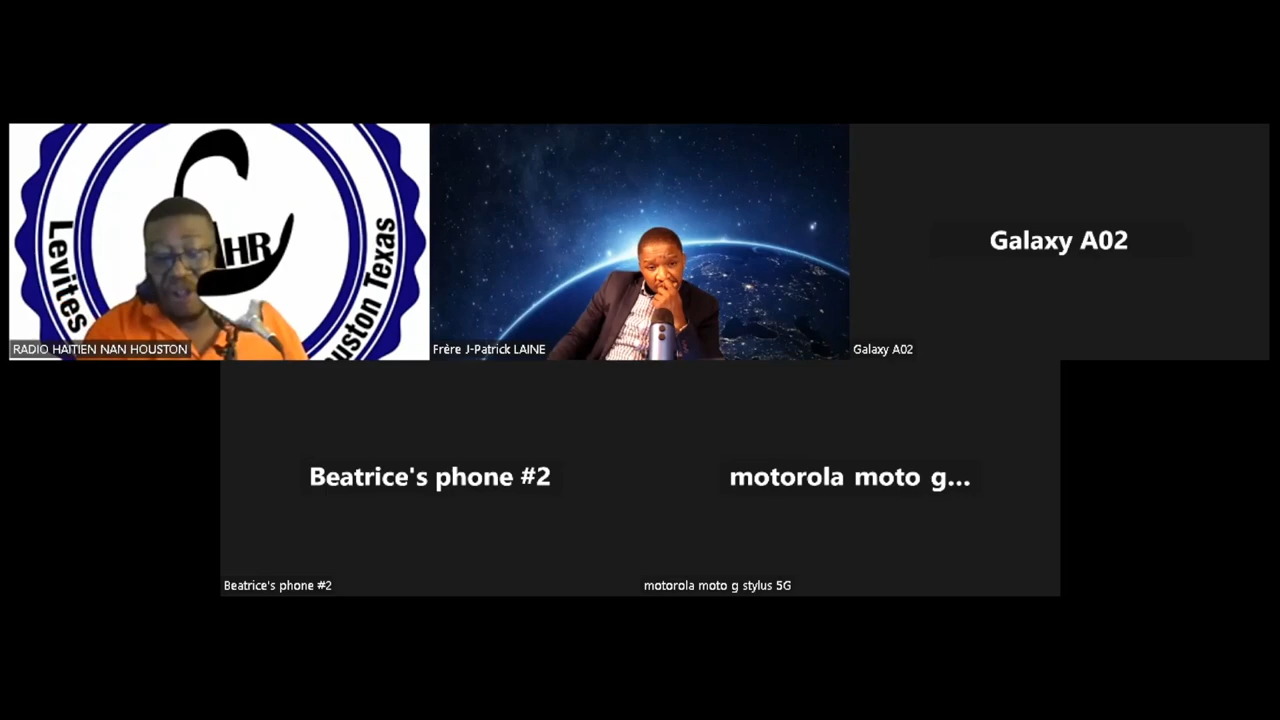 Levites
HR
Houston Texas
RADIO HAITIEN NAN HOUSTON
Frère J-Patrick LAINE
Galaxy A02
Galaxy A02
Beatrice's phone #2
motorola moto g...
Beatrice's phone #2
motorola moto g stylus 5G